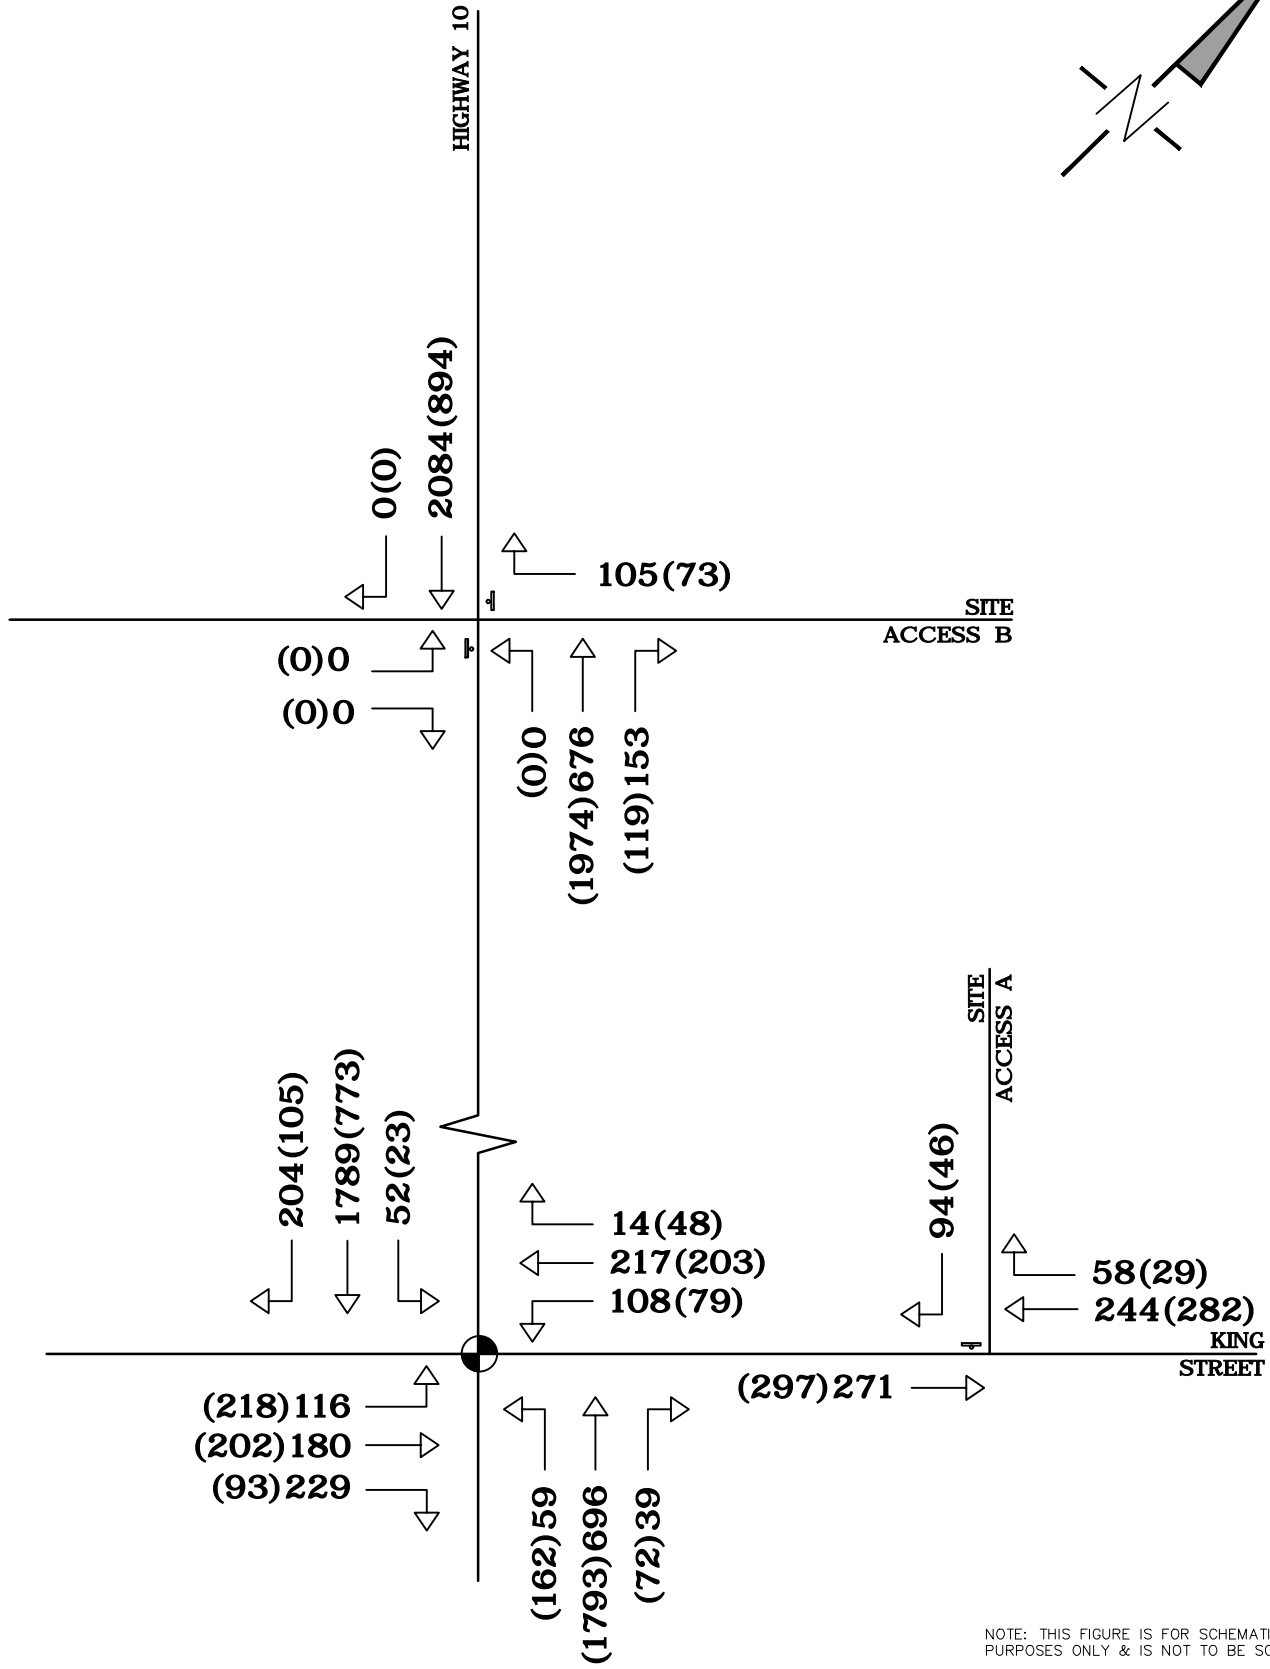 HIGHWAY 10
0(0)
2084(894)
105(73)
SITE
ACCESS B
(0)0
(0)0
(0)0
(1974)676
(119)153
SITE
ACCESS A
204(105)
1789(773)
52(23)
94(46)
14(48)
217(203)
108(79)
58(29)
244(282)
KING
STREET
(297)271
(218)116
(202)180
(93)229
(162)59
(1793)696
(72)39
NOTE: THIS FIGURE IS FOR
PURPOSES ONLY & IS NOT TO BE